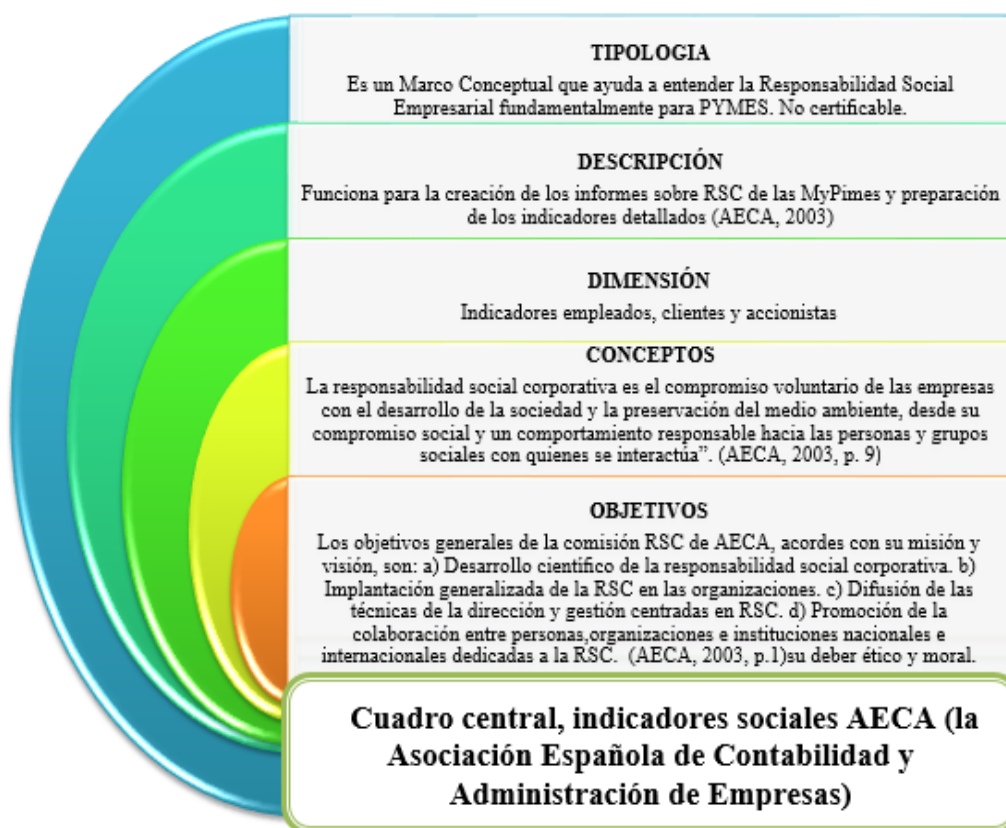 TIPOLOGIA
Es un Marco Conceptual que ayuda a entender la Responsabilidad Social
Empresarial fundamentalmente para PYMES. No certificable.
DESCRIPCIÓN
Funciona para la creación de los informes sobre RSC de las MyPimes y preparación
de los indicadores detallados (AECA, 2003)
DIMENSIÓN
Indicadores empleados, clientes y accionistas
CONCEPTOS
La responsabilidad social corporativa es el compromiso voluntario de las empresas
con el desarrollo de la sociedad y la preservación del medio ambiente, desde su
compromiso social y un comportamiento responsable hacia las personas y grupos
sociales con quienes se interactúa”. (AECA, 2003, p. 9)
OBJETIVOS
Los objetivos generales de la comisión RSC de AECA, acordes con su misión y
visión, son: a) Desarrollo científico de la responsabilidad social corporativa. b)
Implantación generalizada de la RSC en las organizaciones. c) Difusión de las
técnicas de la dirección y gestión centradas en RSC. d) Promoción de la
colaboración entre personas,organizaciones e instituciones nacionales e
internacionales dedicadas a la RSC. (AECA, 2003, p.1)su deber ético y moral.
Cuadro central, indicadores sociales AECA (la
Asociación Española de Contabilidad y
Administración de Empresas)